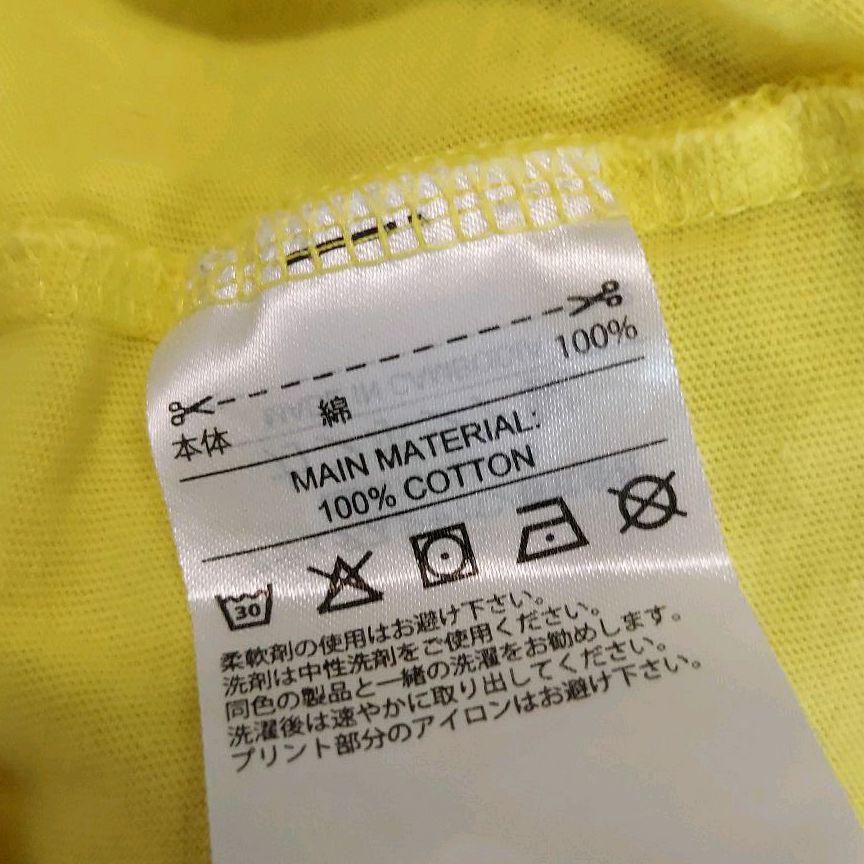 本体 綿 100%
MAIN MATERIAL:
100% COTTON
30
柔軟剤の使用はお避け下さい。
洗剤は中性洗剤をご使用ください。
同色の製品と一緒の洗濯をお勧めします。
洗濯後は速やかに取り出してください。
プリント部分のアイロンはお避け下さい。